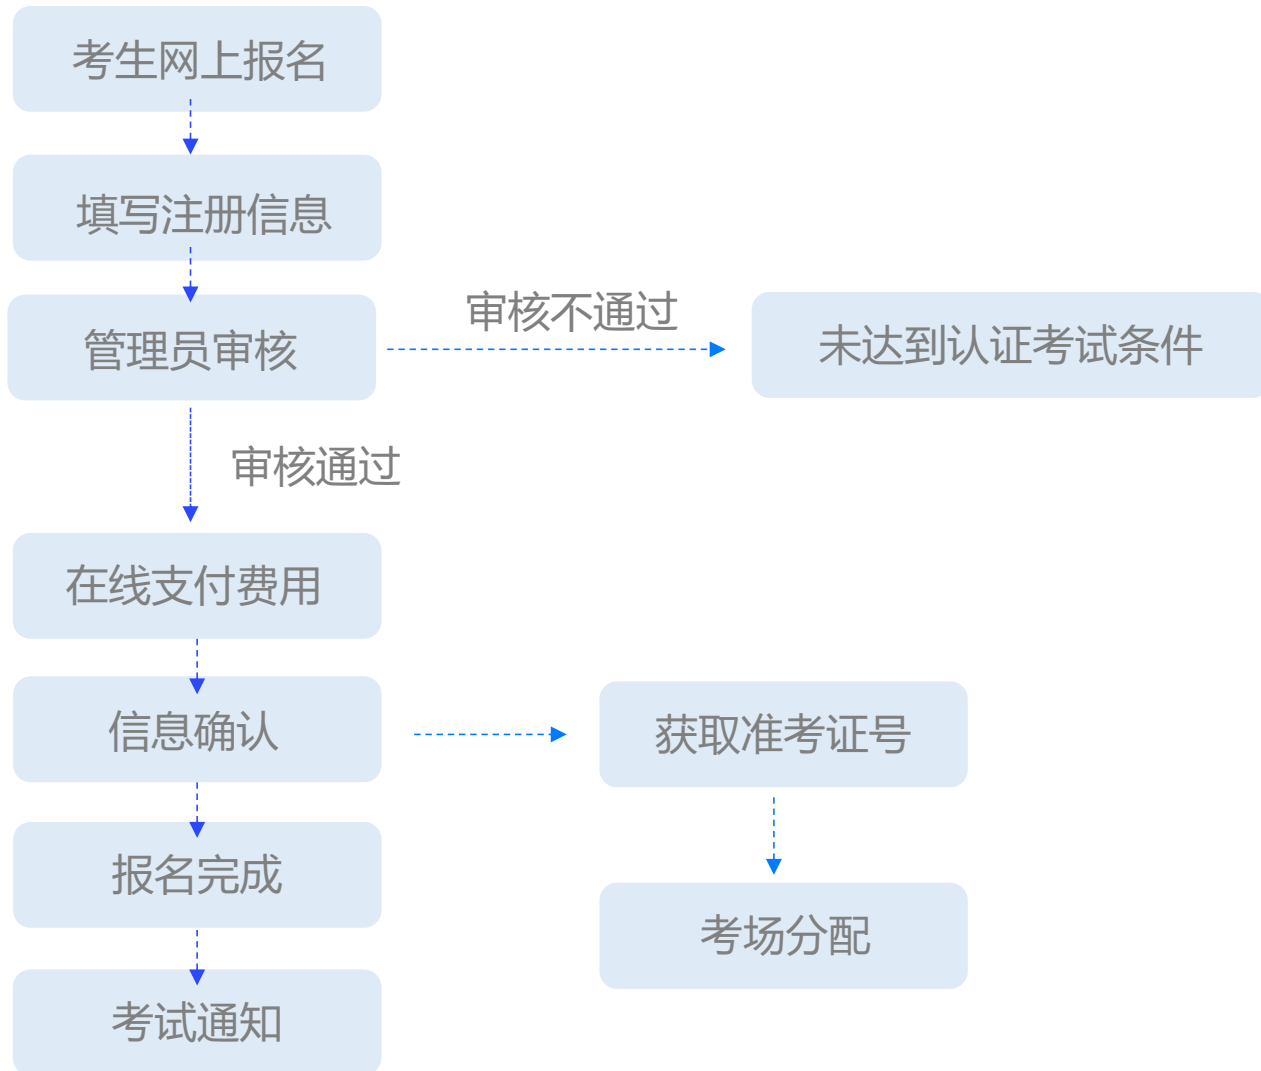 考生网上报名
填写注册信息
审核不通过
管理员审核
未达到认证考试条件
审核通过
在线支付费用
信息确认
获取准考证号
报名完成
考场分配
考试通知